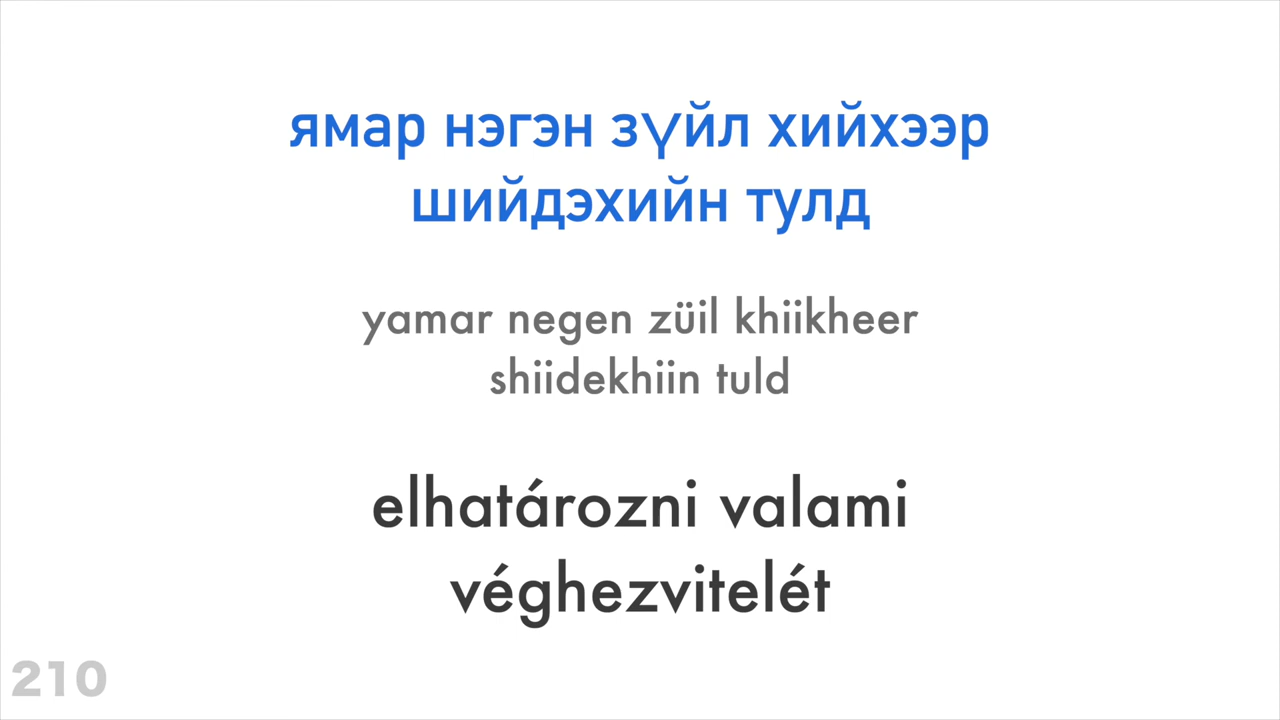 ямар нэгэн зүйл хийхээр
шийдэхийн тулд
yamar negen züil khiikheer
shiidekhiin tuld
elhatározni valami
véghezvitelét
210